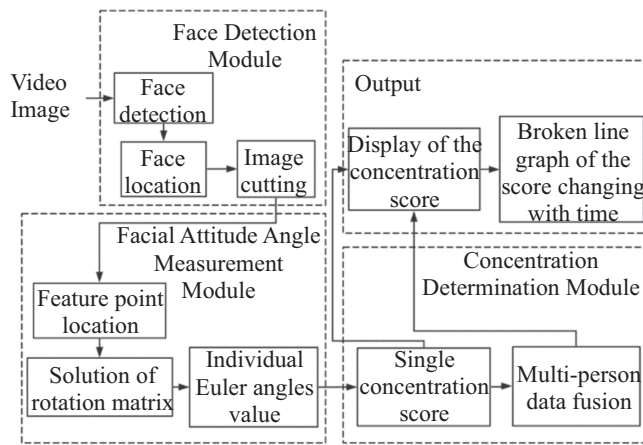 Video
Image
Face Detection
Module
Face
detection
Face
location
Image
cutting
Facial Attitude Angle
Measurement
Module
Feature point
location
Solution of
rotation matrix
Individual
Euler angles
value
Output
Display of the
concentration
score
Broken line
graph of the
score changing
with time
Concentration
Determination Module
Single
concentration
score
Multi-person
data fusion